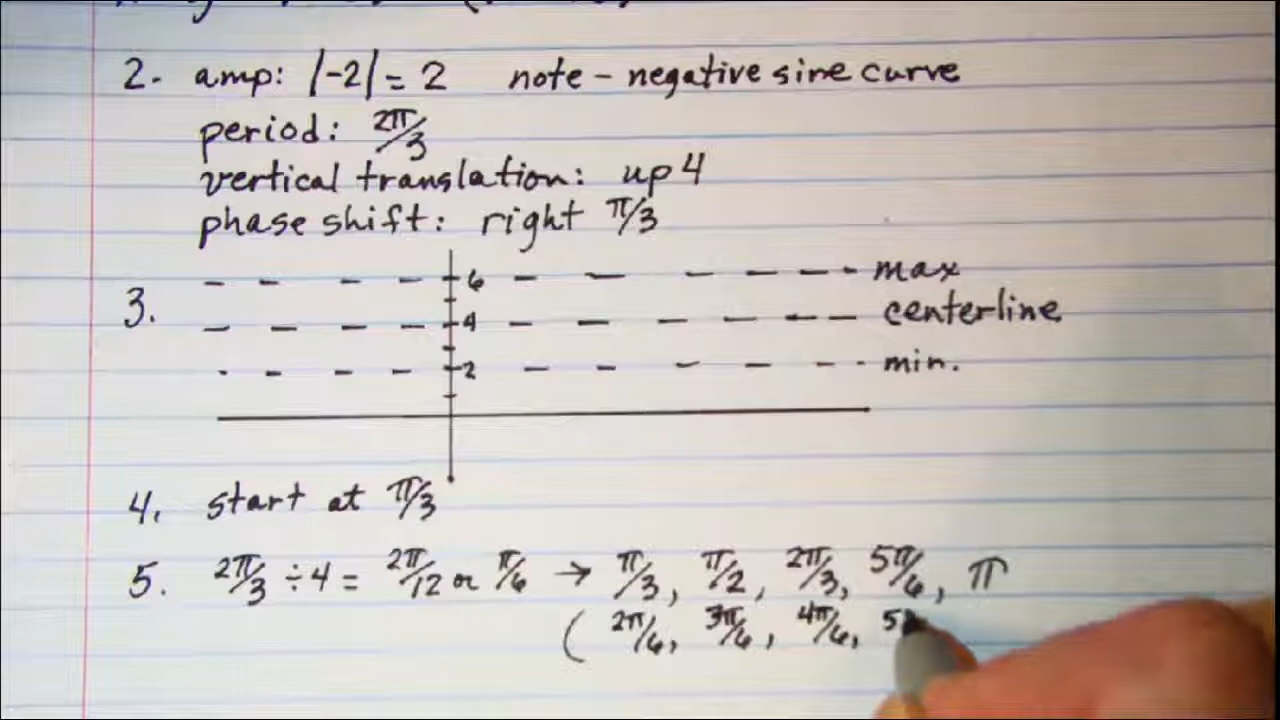 2. amp: |-2| = 2 note - negative sine curve
period: 2π/3
vertical translation: up 4
phase shift: right π/3
3.
6 max
4 centerline
2 min.
4. start at π/3
5. 2π/3 ÷ 4 = 2π/12 or π/6 → π/3, π/2, 2π/3, 5π/6, π
( 2π/6, 3π/6, 4π/6, 5